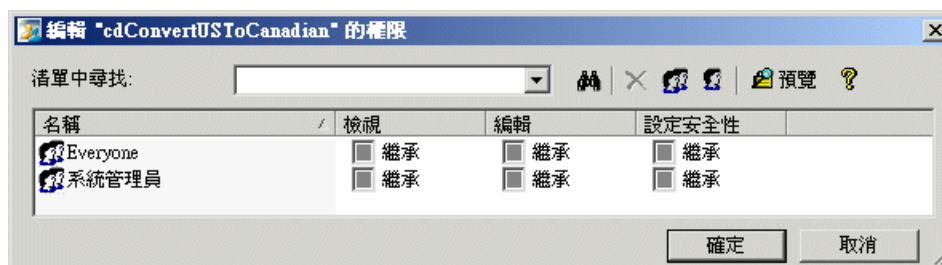 編輯 "cdConvertUSToCanadian" 的權限
清單中尋找:
預覽
名稱 檢視 編輯 設定安全性
Everyone 繼承 繼承 繼承
系統管理員 繼承 繼承 繼承
確定 取消